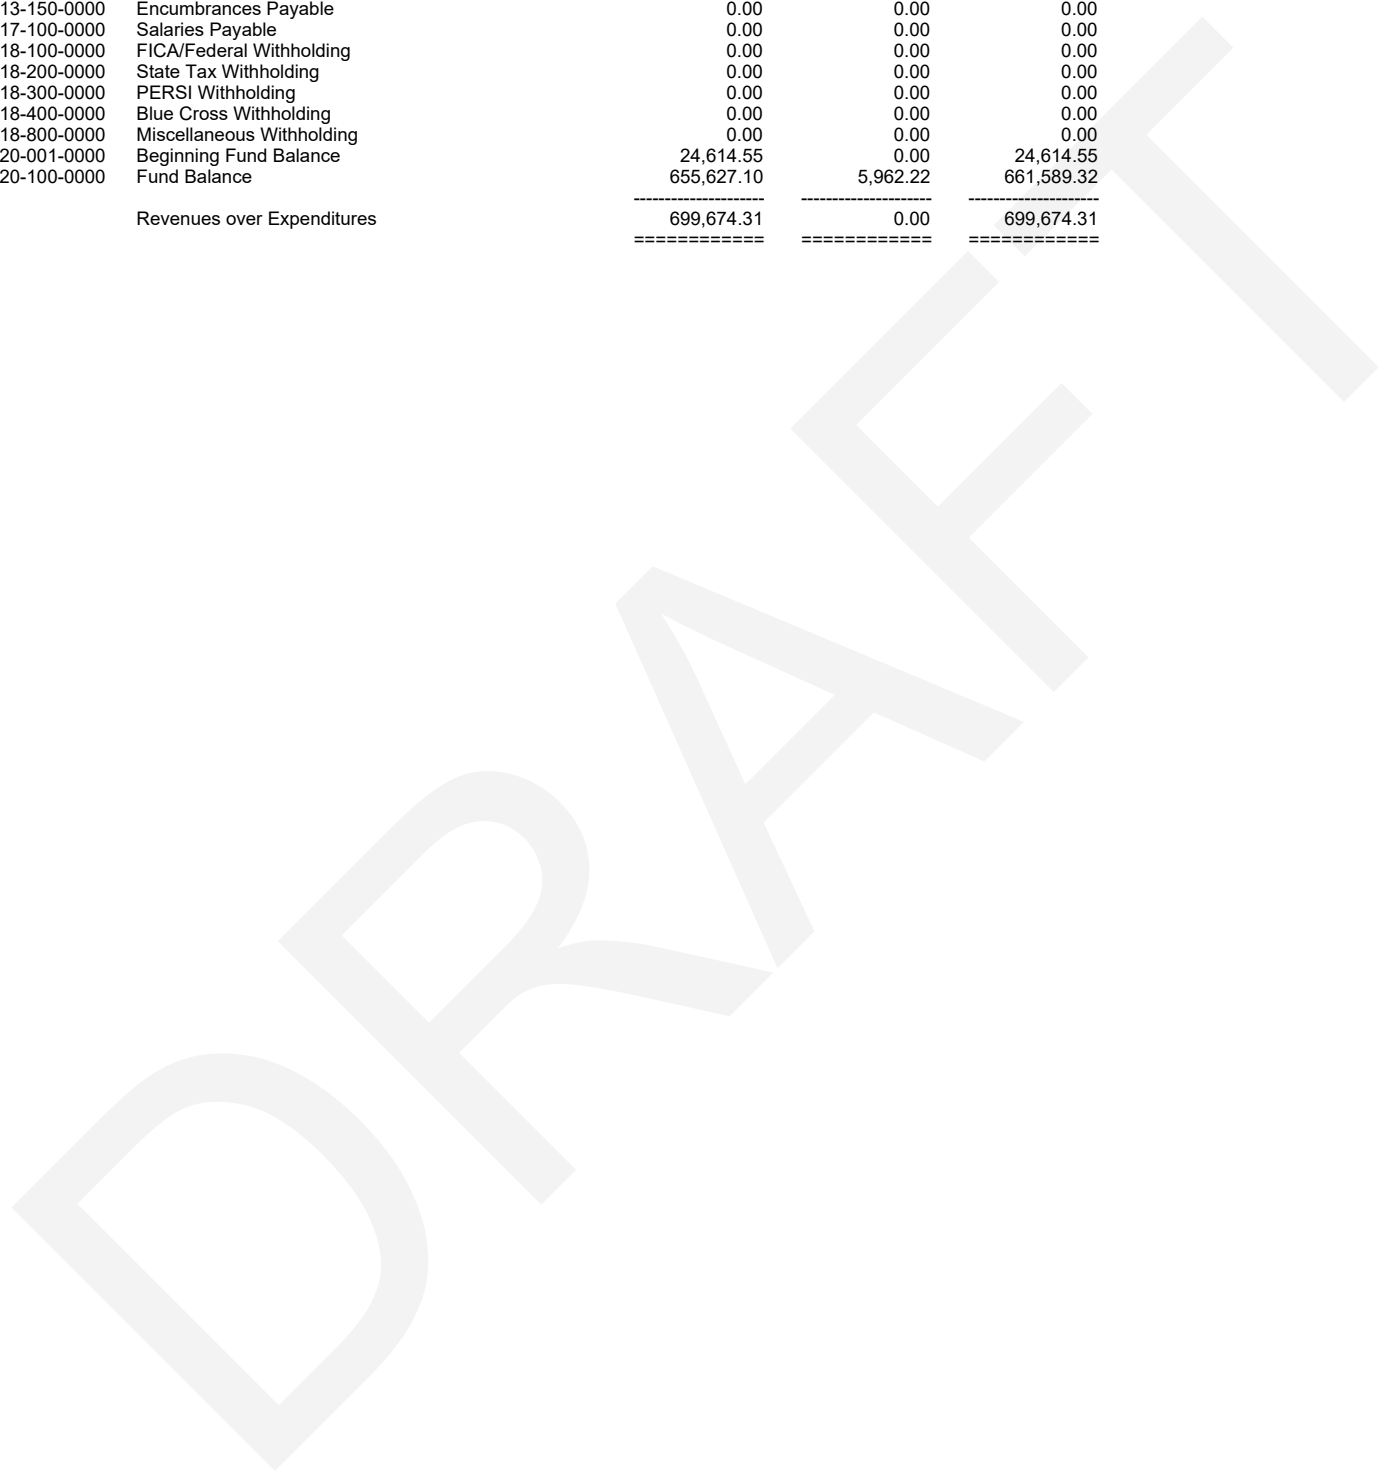 13-150-0000 Encumbrances Payable 0.00 0.00 0.00
17-100-0000 Salaries Payable 0.00 0.00 0.00
18-100-0000 FICA/Federal Withholding 0.00 0.00 0.00
18-200-0000 State Tax Withholding 0.00 0.00 0.00
18-300-0000 PERSI Withholding 0.00 0.00 0.00
18-400-0000 Blue Cross Withholding 0.00 0.00 0.00
18-800-0000 Miscellaneous Withholding 0.00 0.00 0.00
20-001-0000 Beginning Fund Balance 24,614.55 0.00 24,614.55
20-100-0000 Fund Balance 655,627.10 5,962.22 661,589.32
--------------------- --------------------- ---------------------
Revenues over Expenditures 699,674.31 0.00 699,674.31
============ ============ ============
DRAFT